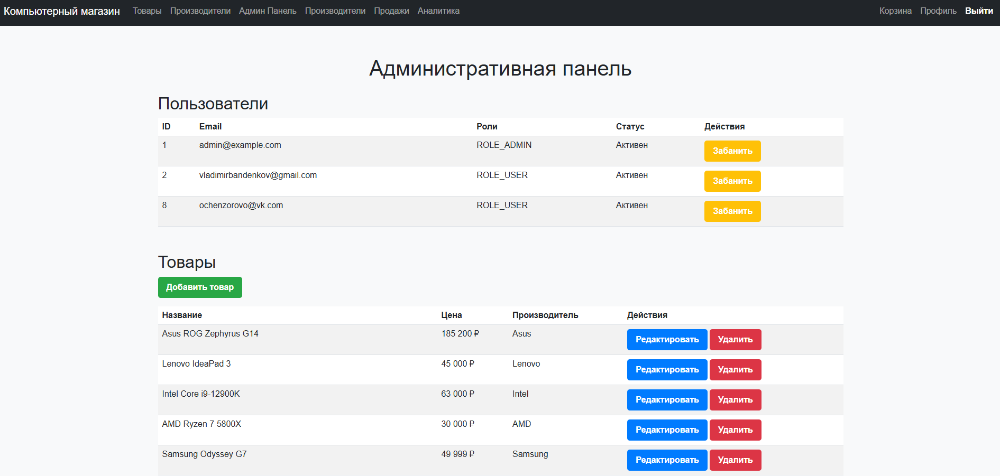 Компьютерный магазин Товары Производители Админ Панель Производители Продажи Аналитика Корзина Профиль Выйти
Административная панель
Пользователи
ID Email Роли Статус Действия
1 admin@example.com ROLE_ADMIN Активен Забанить
2 vladimirbandenkov@gmail.com ROLE_USER Активен Забанить
8 ochenzorovo@vk.com ROLE_USER Активен Забанить
Товары
Добавить товар
Название Цена Производитель Действия
Asus ROG Zephyrus G14 185 200 ₽ Asus Редактировать Удалить
Lenovo IdeaPad 3 45 000 ₽ Lenovo Редактировать Удалить
Intel Core i9-12900K 63 000 ₽ Intel Редактировать Удалить
AMD Ryzen 7 5800X 30 000 ₽ AMD Редактировать Удалить
Samsung Odyssey G7 49 999 ₽ Samsung Редактировать Удалить